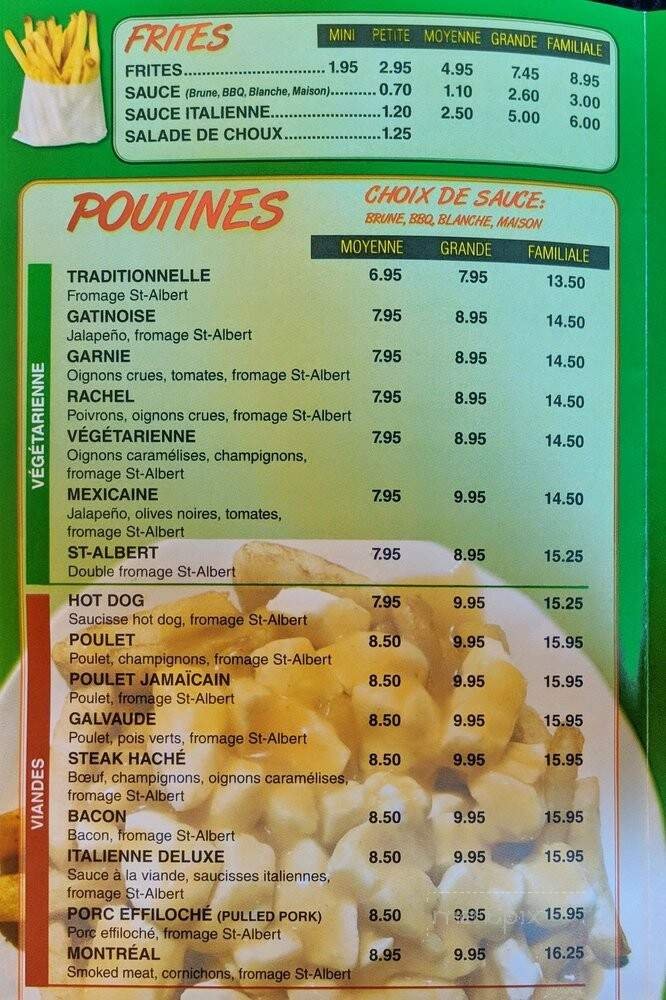 FRITES MINI PETITE MOYENNE GRANDE FAMILIALE
FRITES.............................. 1.95 2.95 4.95 7.45 8.95
SAUCE (Brune, BBQ, Blanche, Maison)........... 0.70 1.10 2.60 3.00
SAUCE ITALIENNE.........................1.20 2.50 5.00 6.00
SALADE DE CHOUX......................1.25
POUTINES
CHOIX DE SAUCE:
BRUNE, BBQ, BLANCHE, MAISON
MOYENNE GRANDE FAMILIALE
VÉGÉTARIENNE
TRADITIONNELLE 6.95 7.95 13.50
Fromage St-Albert
GATINOISE 7.95 8.95 14.50
Jalapeño, fromage St-Albert
GARNIE 7.95 8.95 14.50
Oignons crues, tomates, fromage St-Albert
RACHEL 7.95 8.95 14.50
Poivrons, oignons crues, fromage St-Albert
VÉGÉTARIENNE 7.95 8.95 14.50
Oignons caramélises, champignons,
fromage St-Albert
MEXICAINE 7.95 9.95 14.50
Jalapeño, olives noires, tomates,
fromage St-Albert
ST-ALBERT 7.95 8.95 15.25
Double fromage St-Albert
VIANDES
HOT DOG 7.95 9.95 15.25
Saucisse hot dog, fromage St-Albert
POULET 8.50 9.95 15.95
Poulet, champignons, fromage St-Albert
POULET JAMAÏCAIN 8.50 9.95 15.95
Poulet, fromage St-Albert
GALVAUDE 8.50 9.95 15.95
Poulet, pois verts, fromage St-Albert
STEAK HACHÉ 8.50 9.95 15.95
Bœuf, champignons, oignons caramélises,
fromage St-Albert
BACON 8.50 9.95 15.95
Bacon, fromage St-Albert
ITALIENNE DELUXE 8.50 9.95 15.95
Sauce à la viande, saucisses italiennes,
fromage St-Albert
PORC EFFILOCHÉ (PULLED PORK) 8.50 9.95 15.95
Porc effiloché, fromage St-Albert
MONTRÉAL 8.95 9.95 16.25
Smoked meat, cornichons, fromage St-Albert